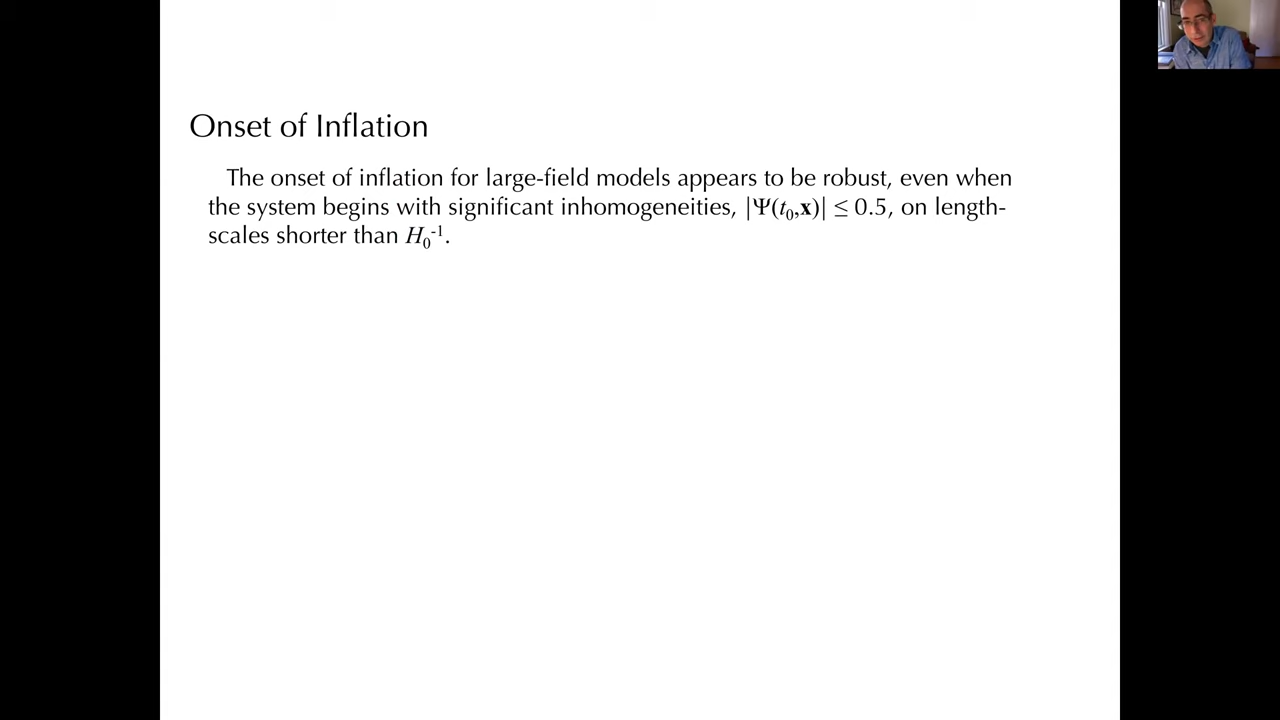 Onset of Inflation
The onset of inflation for large-field models appears to be robust, even when
the system begins with significant inhomogeneities, |Ψ(t₀,x)| ≤ 0.5, on length-
scales shorter than H₀⁻¹.